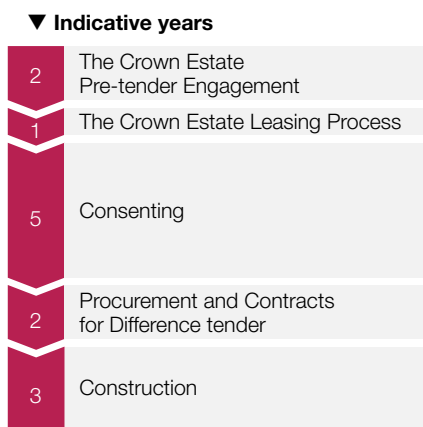 ▼ Indicative years
2
The Crown Estate
Pre-tender Engagement
1
The Crown Estate Leasing Process
5
Consenting
2
Procurement and Contracts
for Difference tender
3
Construction